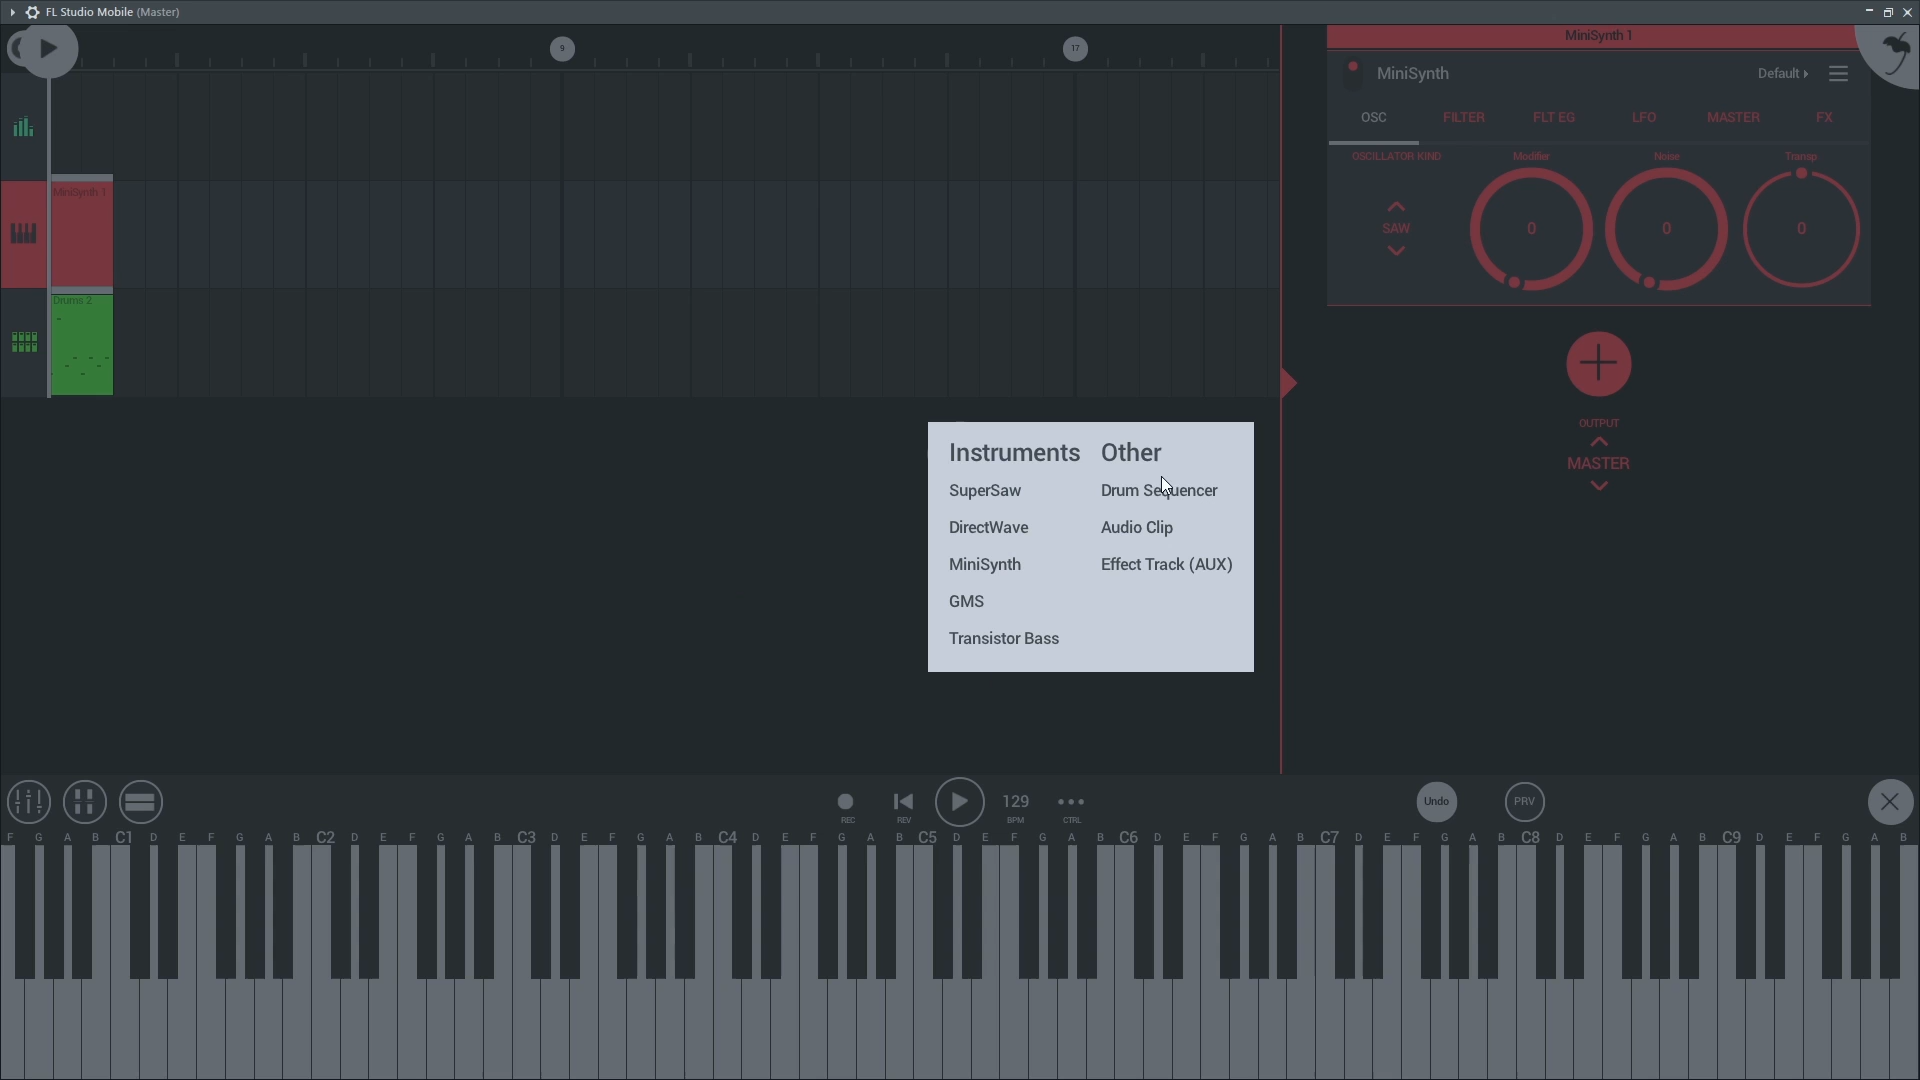 FL Studio Mobile (Master)
9
17
MiniSynth 1
MiniSynth
Default
OSC
FILTER
FLT EG
LFO
MASTER
FX
OSCILLATOR KIND
Modifier
Noise
Transp
SAW
0
0
0
MiniSynth 1
Drums 2
OUTPUT
MASTER
Instruments
Other
SuperSaw
Drum Sequencer
DirectWave
Audio Clip
MiniSynth
Effect Track (AUX)
GMS
Transistor Bass
REC
REV
129
BPM
CTRL
Undo
PRV
F G A B C1 D E F G A B C2 D E F G A B C3 D E F G A B C4 D E F G A B C5 D E F G A B C6 D E F G A B C7 D E F G A B C8 D E F G A B C9 D E F G A B